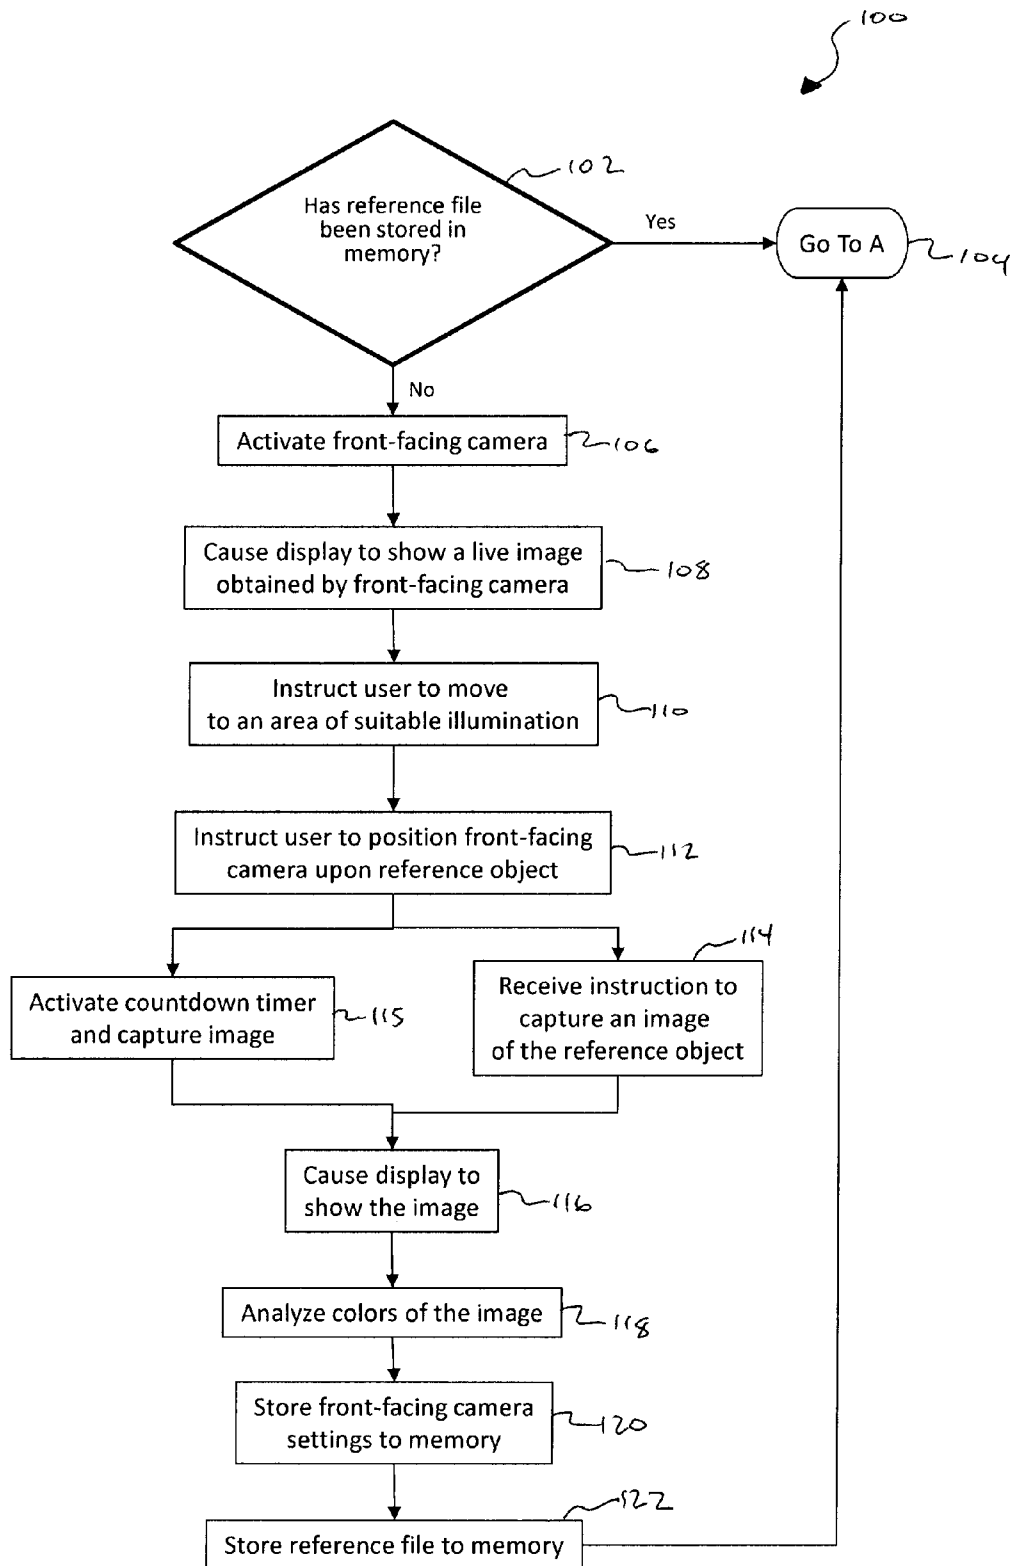 100
102
Has reference file
been stored in
memory?
Yes
Go To A
104
No
Activate front-facing camera
106
Cause display to show a live image
obtained by front-facing camera
108
Instruct user to move
to an area of suitable illumination
110
Instruct user to position front-facing
camera upon reference object
112
114
Activate countdown timer
and capture image
115
Receive instruction to
capture an image
of the reference object
Cause display to
show the image
116
Analyze colors of the image
118
Store front-facing camera
settings to memory
120
122
Store reference file to memory